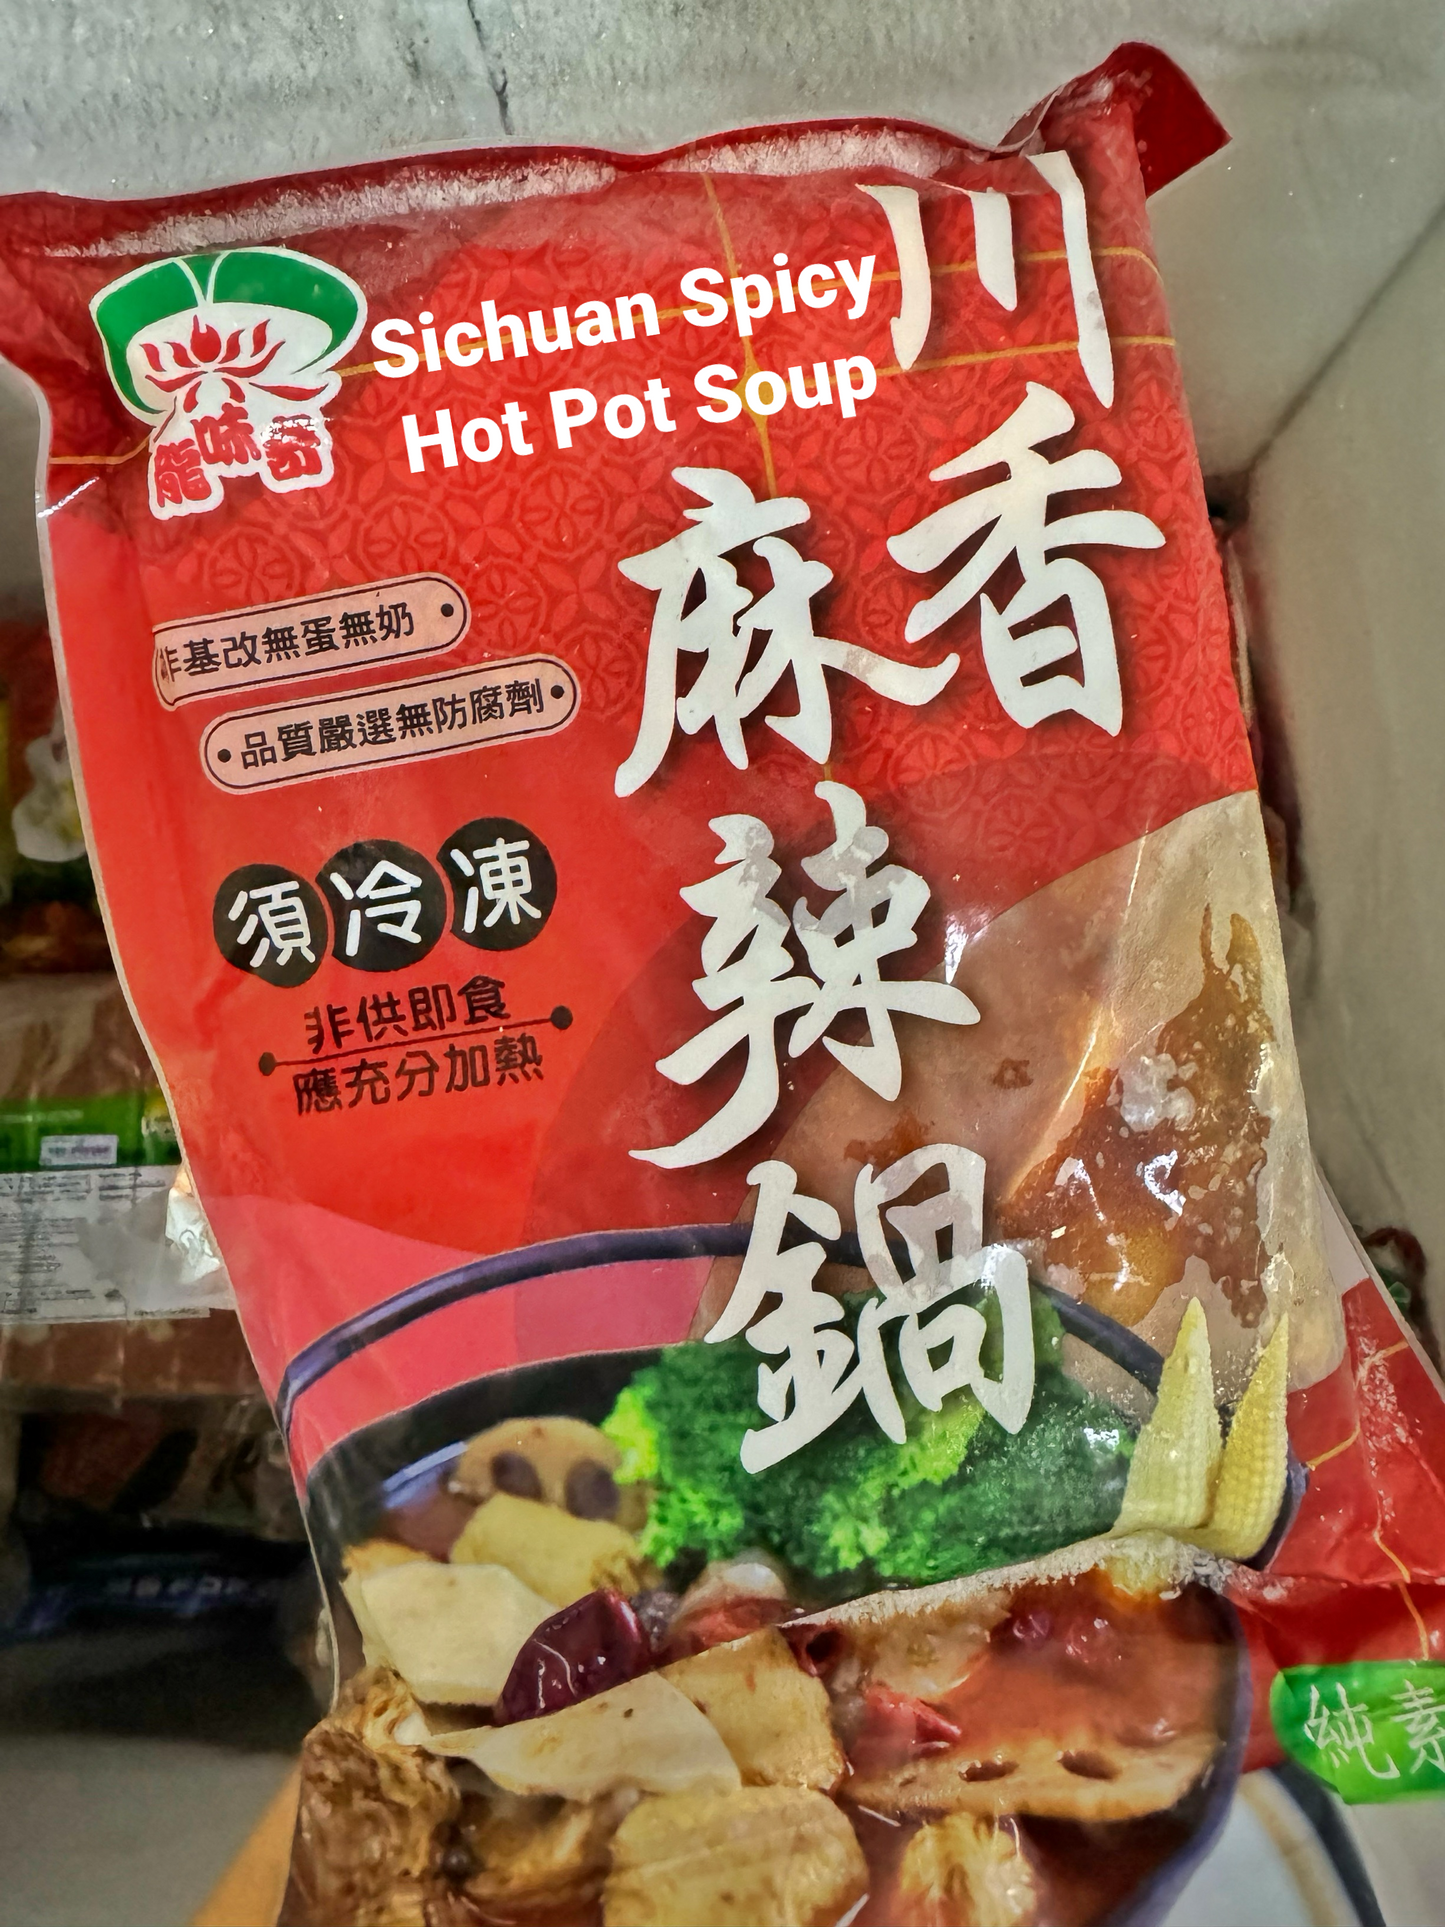 龍味香
Sichuan Spicy
Hot Pot Soup
川香
麻辣鍋
非基改無蛋無奶
品質嚴選無防腐劑
須冷凍
非供即食
應充分加熱
純素